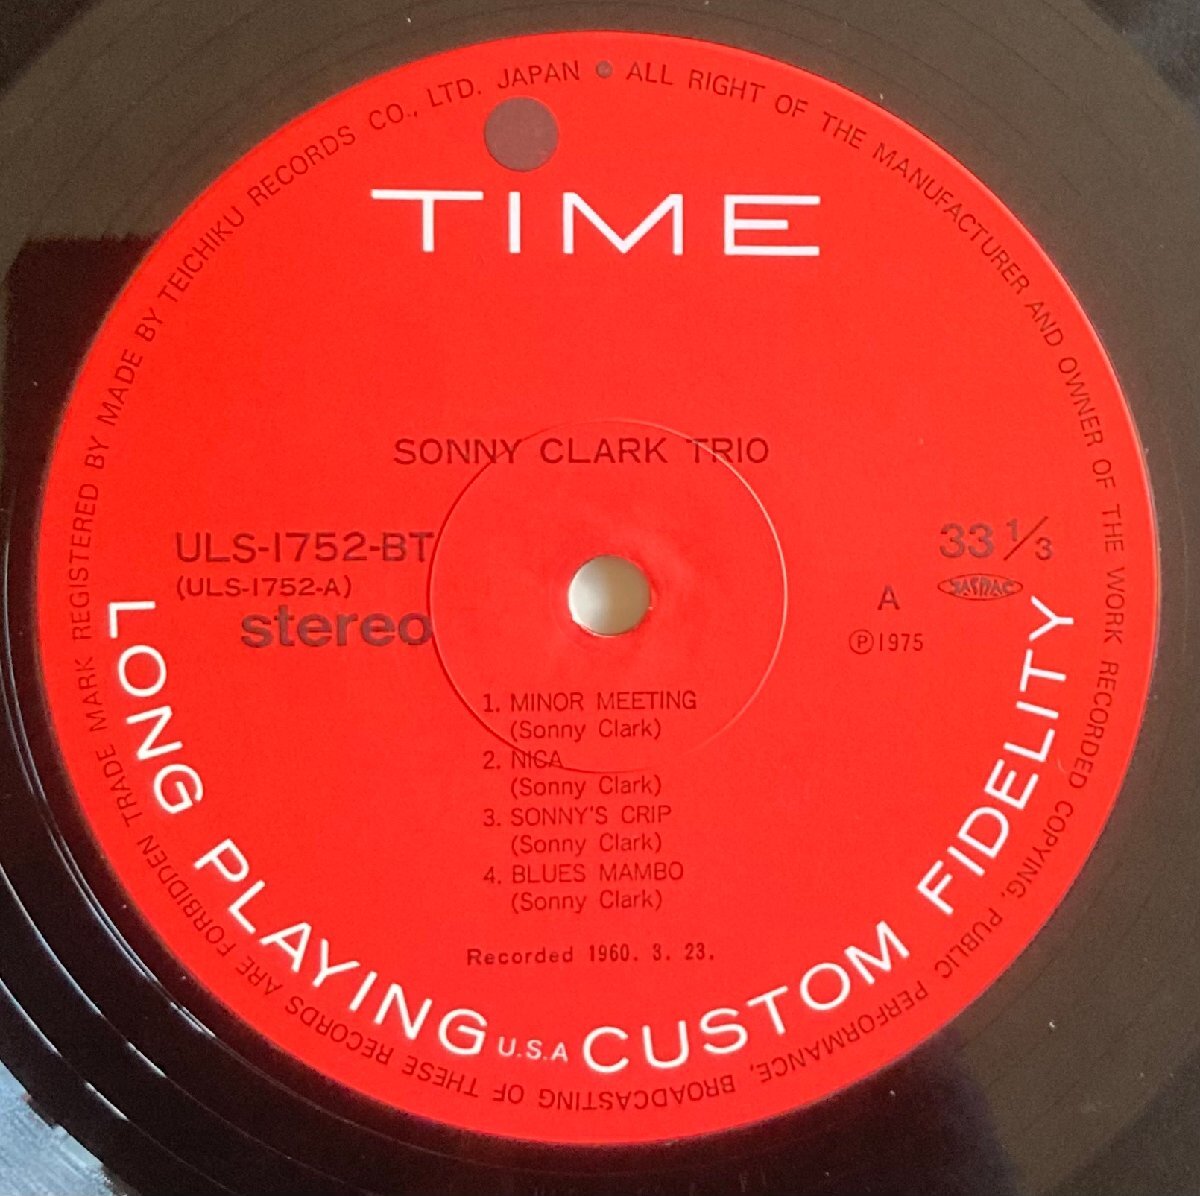 TRADE MARK REGISTERED BY MADE BY TEICHIKU RECORDS CO., LTD. JAPAN • ALL RIGHT OF THE MANUFACTURER AND OWNER OF THE WORK RECORDED COPYING, PUBLIC PERFORMANCE, BROADCASTING OF THESE RECORDS ARE FORBIDDEN
TIME
SONNY CLARK TRIO
ULS-1752-BT
(ULS-1752-A)
stereo
33 1/3
JASRAC
A
Ⓟ1975
1. MINOR MEETING
(Sonny Clark)
2. NICA
(Sonny Clark)
3. SONNY'S CRIP
(Sonny Clark)
4. BLUES MAMBO
(Sonny Clark)
Recorded 1960. 3. 23.
LONG PLAYING U.S.A CUSTOM FIDELITY